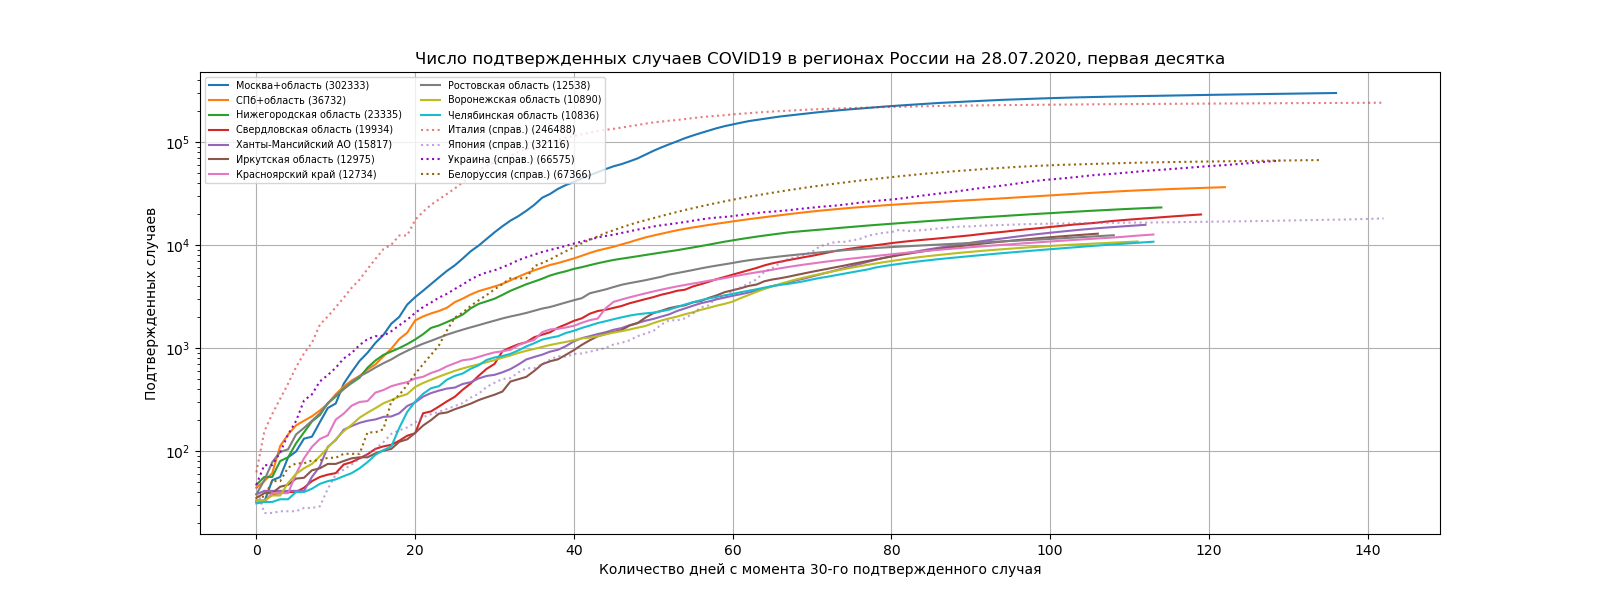 Число подтвержденных случаев COVID19 в регионах России на 28.07.2020, первая десятка
Москва+область (302333)
СПб+область (36732)
Нижегородская область (23335)
Свердловская область (19934)
Ханты-Мансийский АО (15817)
Иркутская область (12975)
Красноярский край (12734)
Ростовская область (12538)
Воронежская область (10890)
Челябинская область (10836)
Италия (справ.) (246488)
Япония (справ.) (32116)
Украина (справ.) (66575)
Белоруссия (справ.) (67366)
Подтвержденных случаев
10⁵
10⁴
10³
10²
0 20 40 60 80 100 120 140
Количество дней с момента 30-го подтвержденного случая